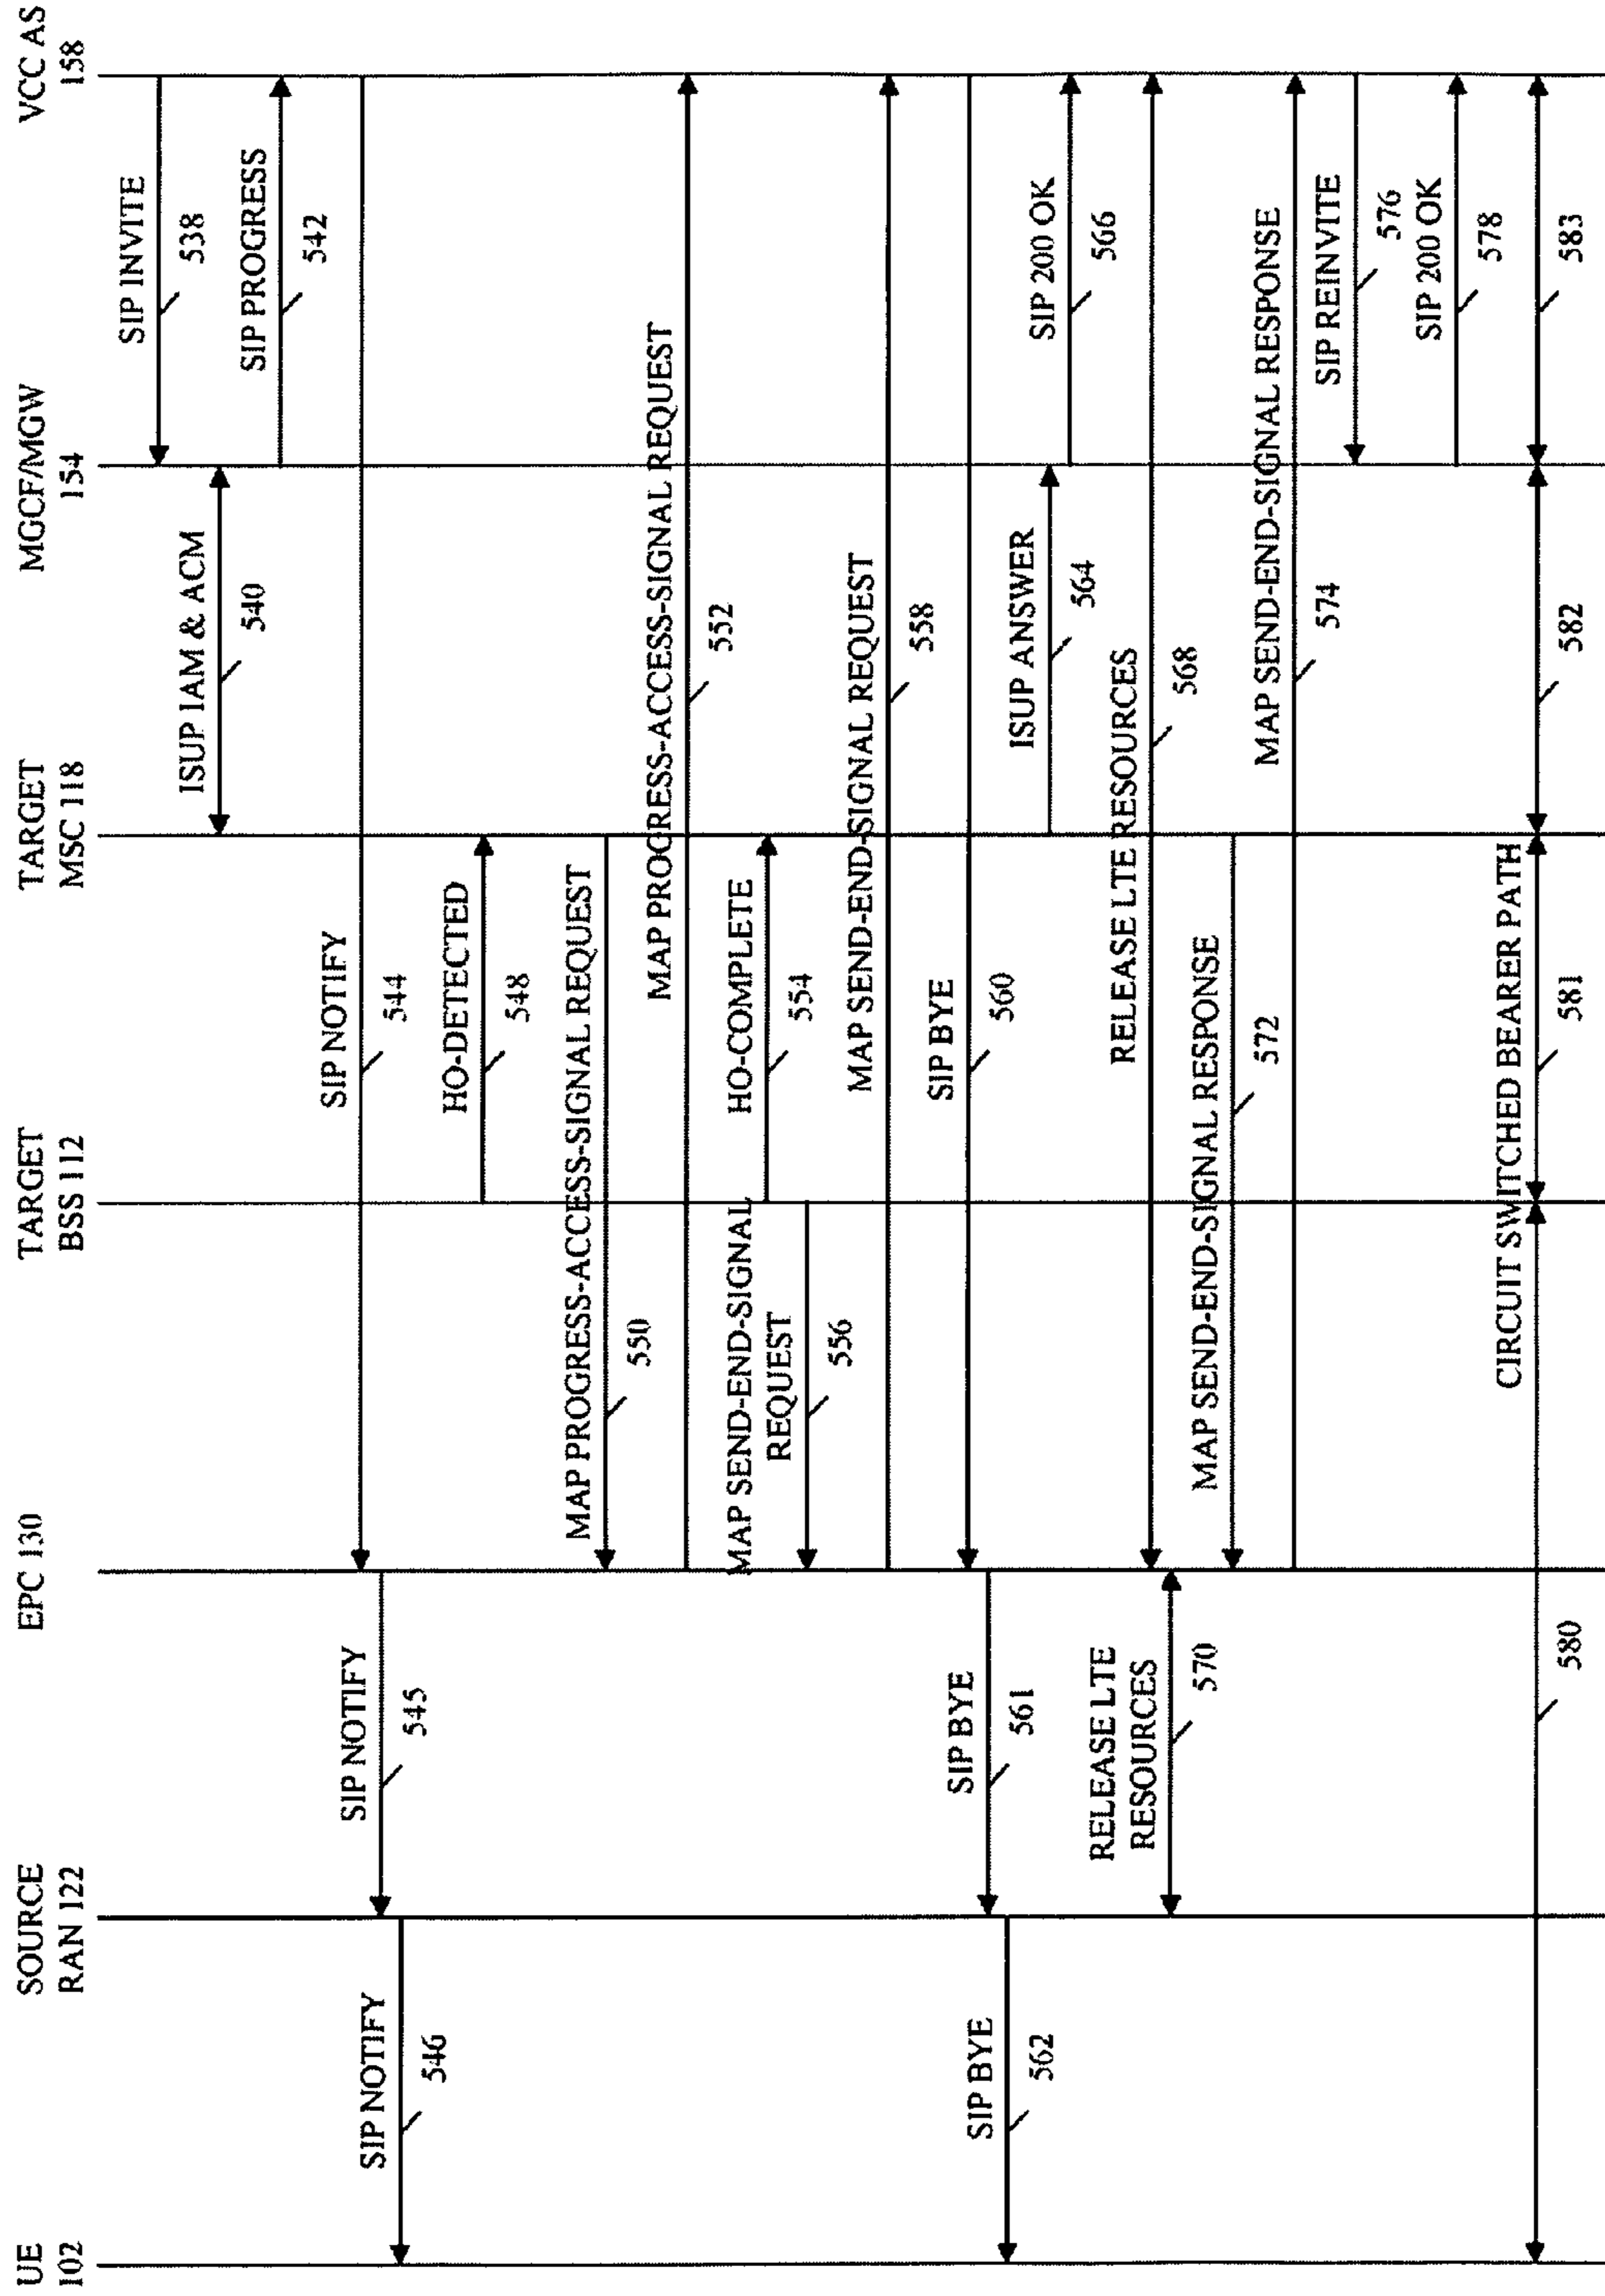 UE
102
SOURCE
RAN 122
EPC 130
TARGET
BSS 112
TARGET
MSC 118
MGCF/MGW
154
VCC AS
158
SIP INVITE
538
ISUP IAM & ACM
540
SIP PROGRESS
542
SIP NOTIFY
544
SIP NOTIFY
545
SIP NOTIFY
546
HO-DETECTED
548
MAP PROGRESS-ACCESS-SIGNAL REQUEST
550
MAP PROGRESS-ACCESS-SIGNAL REQUEST
552
HO-COMPLETE
554
MAP SEND-END-SIGNAL
REQUEST
556
MAP SEND-END-SIGNAL REQUEST
558
SIP BYE
560
SIP BYE
561
SIP BYE
562
ISUP ANSWER
564
SIP 200 OK
566
RELEASE LTE RESOURCES
568
RELEASE LTE
RESOURCES
570
MAP SEND-END-SIGNAL RESPONSE
572
MAP SEND-END-SIGNAL RESPONSE
574
SIP REINVITE
576
SIP 200 OK
578
CIRCUIT SWITCHED BEARER PATH
580
581
582
583